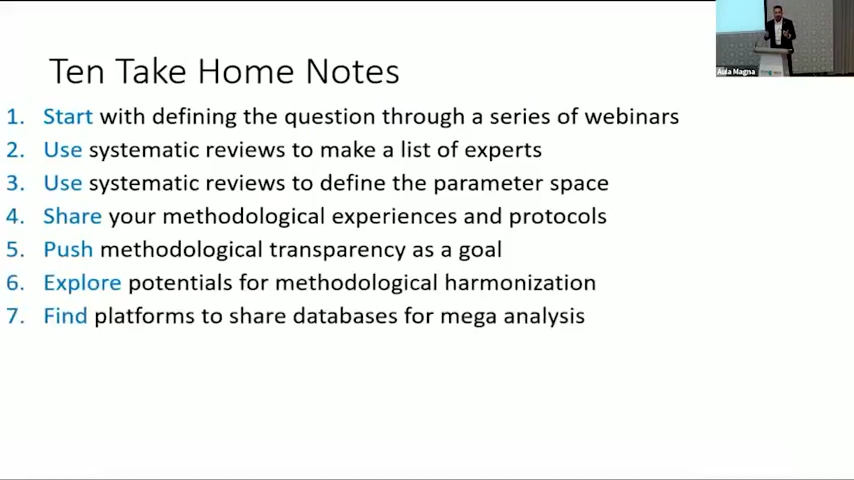 Ten Take Home Notes
1. Start with defining the question through a series of webinars
2. Use systematic reviews to make a list of experts
3. Use systematic reviews to define the parameter space
4. Share your methodological experiences and protocols
5. Push methodological transparency as a goal
6. Explore potentials for methodological harmonization
7. Find platforms to share databases for mega analysis
Aula Magna